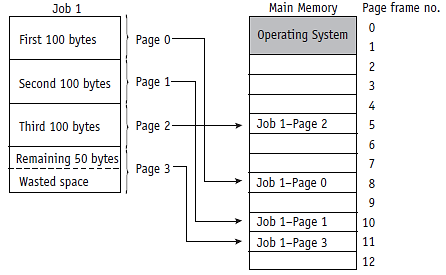 Job 1
First 100 bytes
Second 100 bytes
Third 100 bytes
Remaining 50 bytes
Wasted space
Page 0
Page 1
Page 2
Page 3
Main Memory
Operating System
Job 1–Page 2
Job 1–Page 0
Job 1–Page 1
Job 1–Page 3
Page frame no.
0
1
2
3
4
5
6
7
8
9
10
11
12